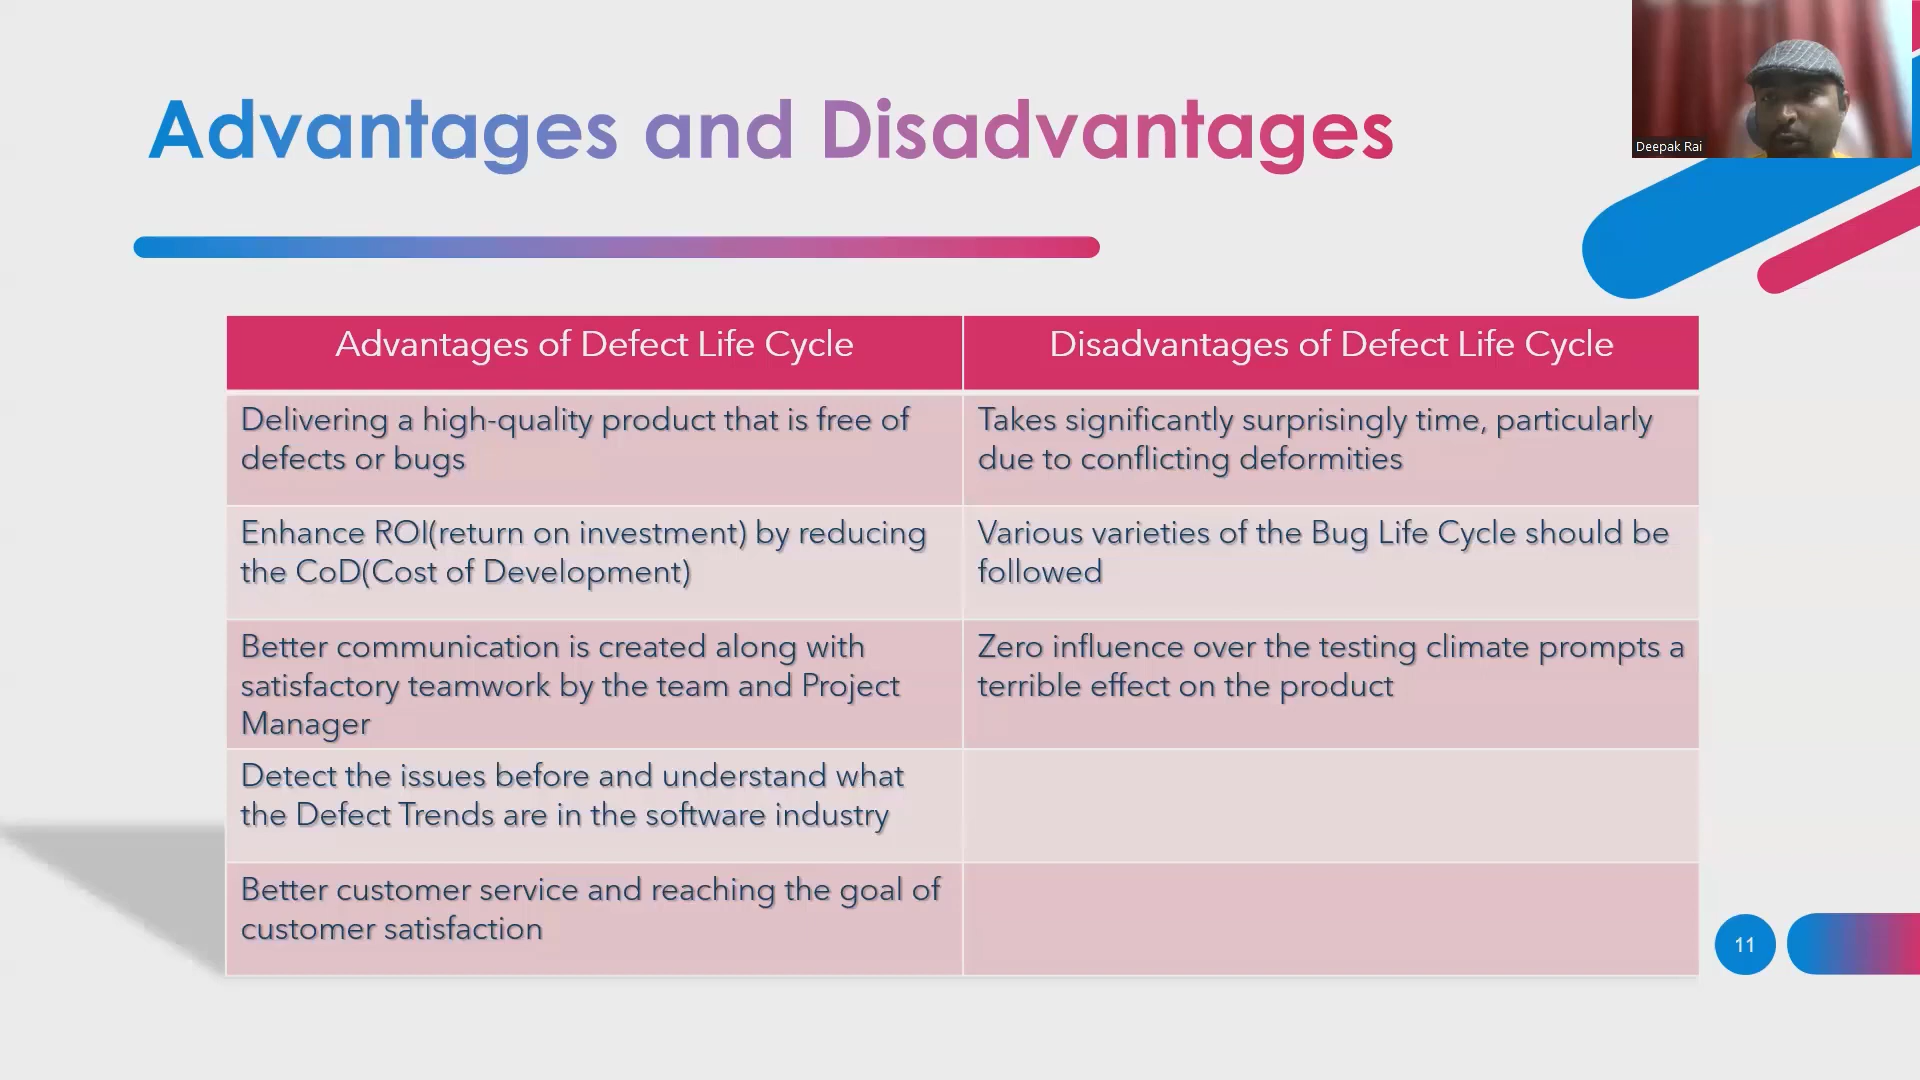 Advantages and Disadvantages
Deepak Rai
Advantages of Defect Life Cycle
Disadvantages of Defect Life Cycle
Delivering a high-quality product that is free of
defects or bugs
Takes significantly surprisingly time, particularly
due to conflicting deformities
Enhance ROI(return on investment) by reducing
the CoD(Cost of Development)
Various varieties of the Bug Life Cycle should be
followed
Better communication is created along with
satisfactory teamwork by the team and Project
Manager
Zero influence over the testing climate prompts a
terrible effect on the product
Detect the issues before and understand what
the Defect Trends are in the software industry
Better customer service and reaching the goal of
customer satisfaction
11